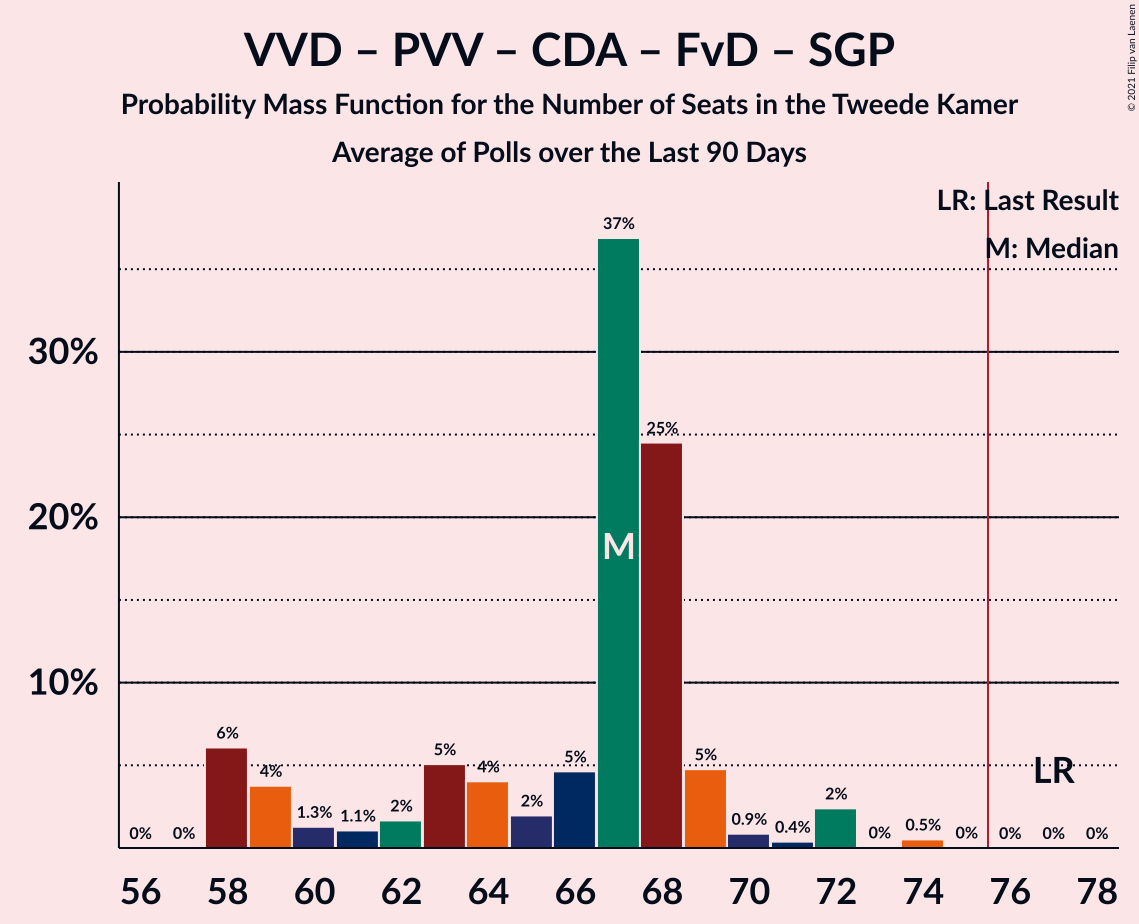 VVD – PVV – CDA – FvD – SGP
Probability Mass Function for the Number of Seats in the Tweede Kamer
Average of Polls over the Last 90 Days
© 2021 Filip van Laenen
LR: Last Result
M: Median
30%
20%
10%
0% 0% 6% 4% 1.3% 1.1% 2% 5% 4% 2% 5% 37% 25% 5% 0.9% 0.4% 2% 0% 0.5% 0% 0% 0% 0%
M
LR
56 58 60 62 64 66 68 70 72 74 76 78